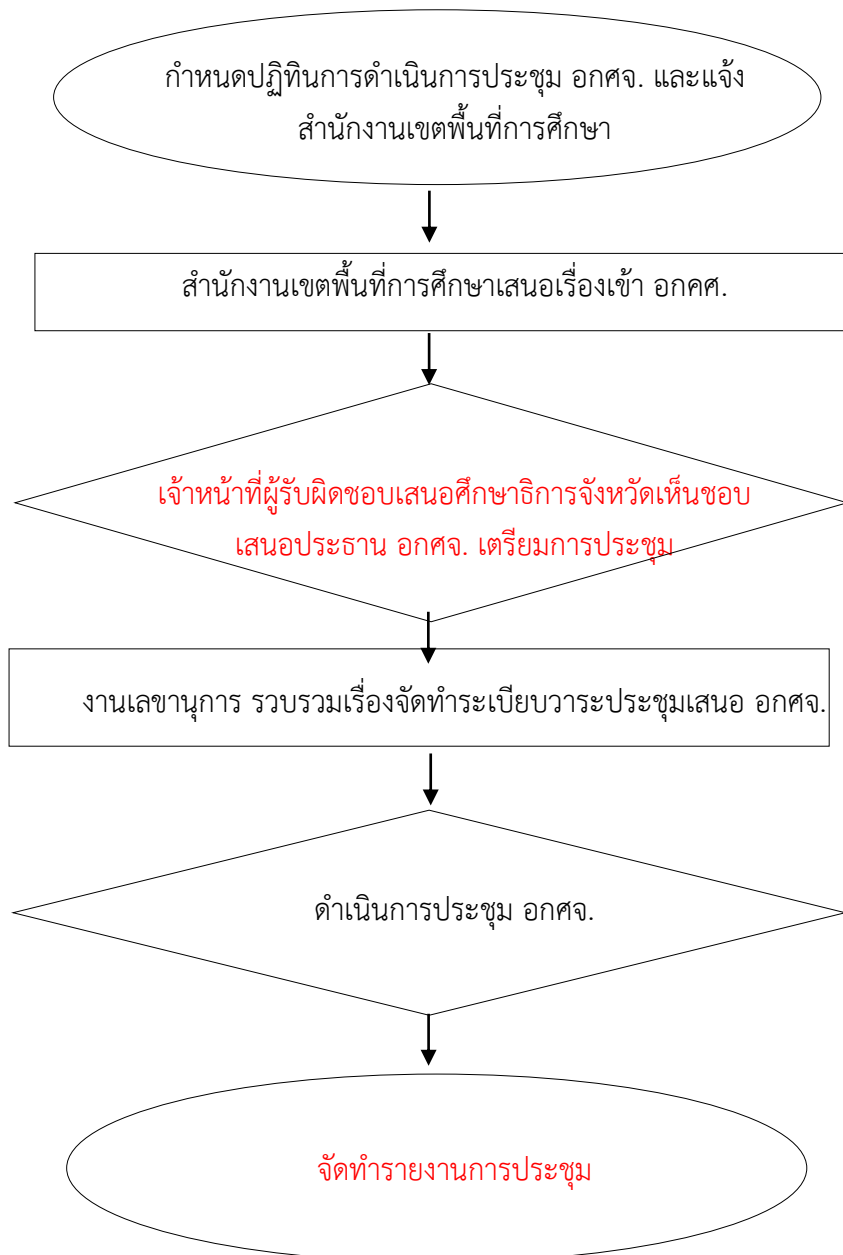 กำหนดปฏิทินการดำเนินการประชุม อกศจ. และแจ้ง
สำนักงานเขตพื้นที่การศึกษา
สำนักงานเขตพื้นที่การศึกษาเสนอเรื่องเข้า อกคศ.
เจ้าหน้าที่ผู้รับผิดชอบเสนอศึกษาธิการจังหวัดเห็นชอบ
เสนอประธาน อกศจ. เตรียมการประชุม
งานเลขานุการ รวบรวมเรื่องจัดทำระเบียบวาระประชุมเสนอ อกศจ.
ดำเนินการประชุม อกศจ.
จัดทำรายงานการประชุม